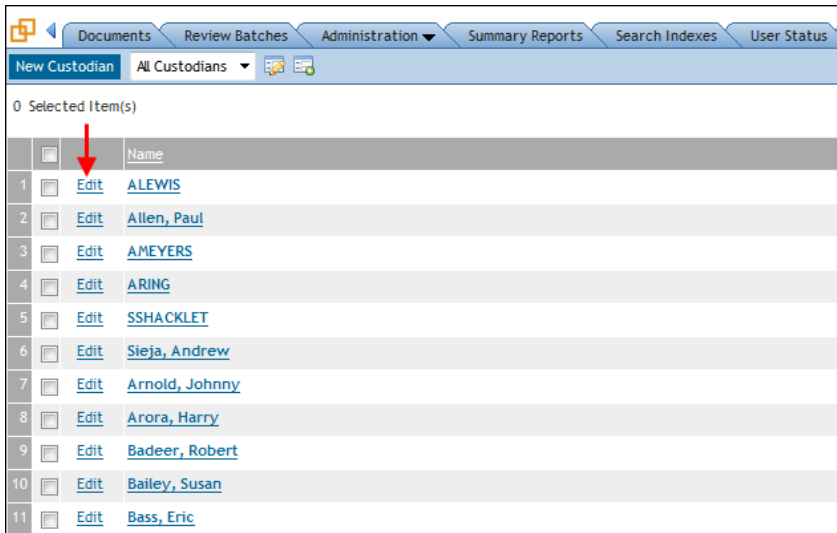 Documents Review Batches Administration Summary Reports Search Indexes User Status
New Custodian All Custodians
0 Selected Item(s)
Name
1 Edit ALEWIS
2 Edit Allen, Paul
3 Edit AMEYERS
4 Edit ARING
5 Edit SSHACKLET
6 Edit Sieja, Andrew
7 Edit Arnold, Johnny
8 Edit Arora, Harry
9 Edit Badeer, Robert
10 Edit Bailey, Susan
11 Edit Bass, Eric